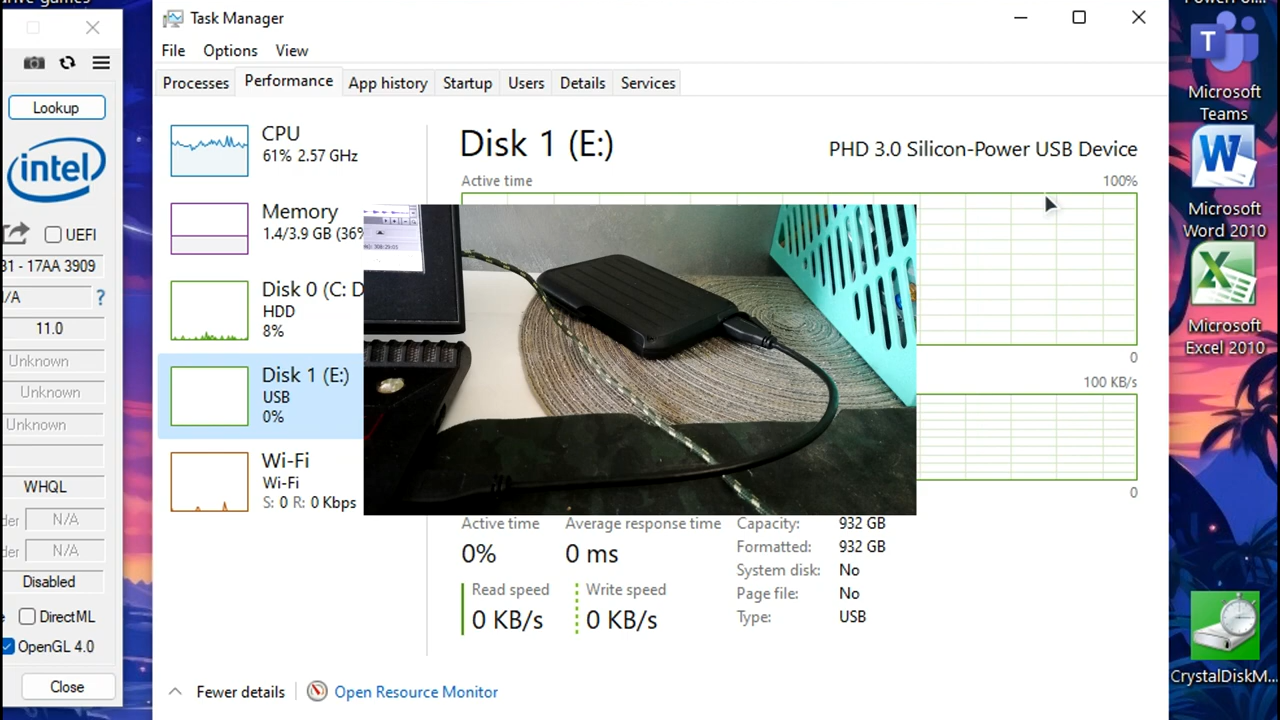 Task Manager
File Options View
Processes Performance App history Startup Users Details Services
Lookup
intel
UEFI
31 - 17AA 3909
/A ?
11.0
Unknown
Unknown
Unknown
WHQL
N/A
N/A
Disabled
DirectML
OpenGL 4.0
Close
CPU
61% 2.57 GHz
Memory
1.4/3.9 GB (36%
Disk 0 (C: D
HDD
8%
Disk 1 (E:)
USB
0%
Wi-Fi
Wi-Fi
S: 0 R: 0 Kbps
Disk 1 (E:)
PHD 3.0 Silicon-Power USB Device
Active time 100%
0
100 KB/s
0
Active time
0%
Average response time
0 ms
Read speed
0 KB/s
Write speed
0 KB/s
Capacity: 932 GB
Formatted: 932 GB
System disk: No
Page file: No
Type: USB
Fewer details
Open Resource Monitor
T
Microsoft
Teams
W
Microsoft
Word 2010
X
Microsoft
Excel 2010
CrystalDiskM...